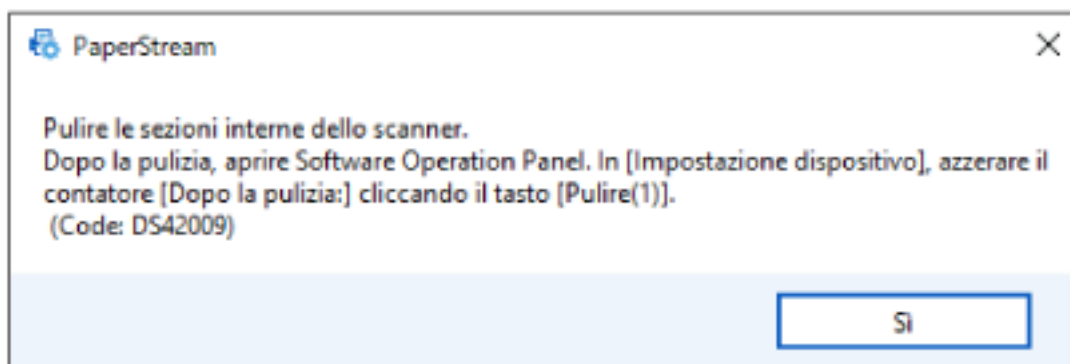 PaperStream
Pulire le sezioni interne dello scanner.
Dopo la pulizia, aprire Software Operation Panel. In [Impostazione dispositivo], azzerare il
contatore [Dopo la pulizia:] cliccando il tasto [Pulire(1)].
(Code: DS42009)
Sì